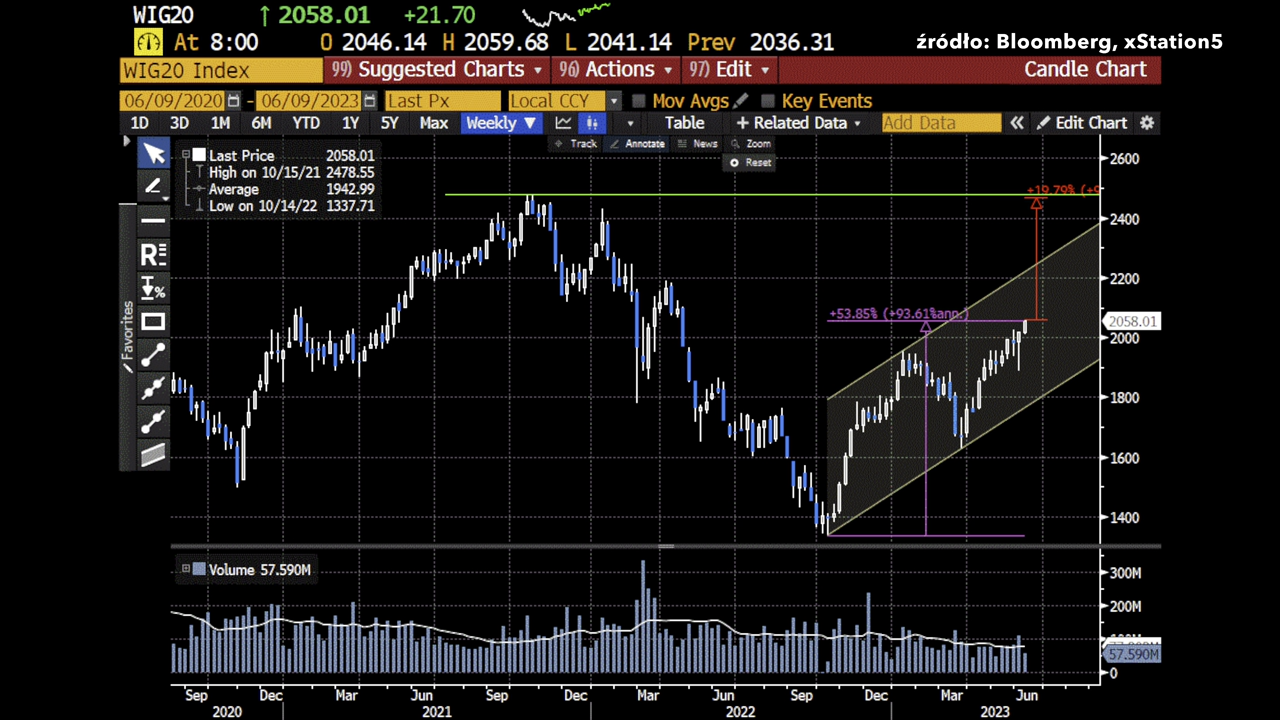 WIG20 ↑ 2058.01 +21.70
At 8:00 O 2046.14 H 2059.68 L 2041.14 Prev 2036.31
źródło: Bloomberg, xStation5
WIG20 Index 99) Suggested Charts 96) Actions 97) Edit Candle Chart
06/09/2020 - 06/09/2023 Last Px Local CCY Mov Avgs Key Events
1D 3D 1M 6M YTD 1Y 5Y Max Weekly ▼ Table + Related Data Add Data « Edit Chart
Track Annotate News Zoom
Reset
Last Price 2058.01
High on 10/15/21 2478.55
Average 1942.99
Low on 10/14/22 1337.71
Favorites
R
%
+19.79% (+9
+53.85% (+93.61%ann.)
2600
2400
2200
2058.01
2000
1800
1600
1400
Volume 57.590M
300M
200M
57.590M
0
Sep Dec Mar Jun Sep Dec Mar Jun Sep Dec Mar Jun
2020 2021 2022 2023